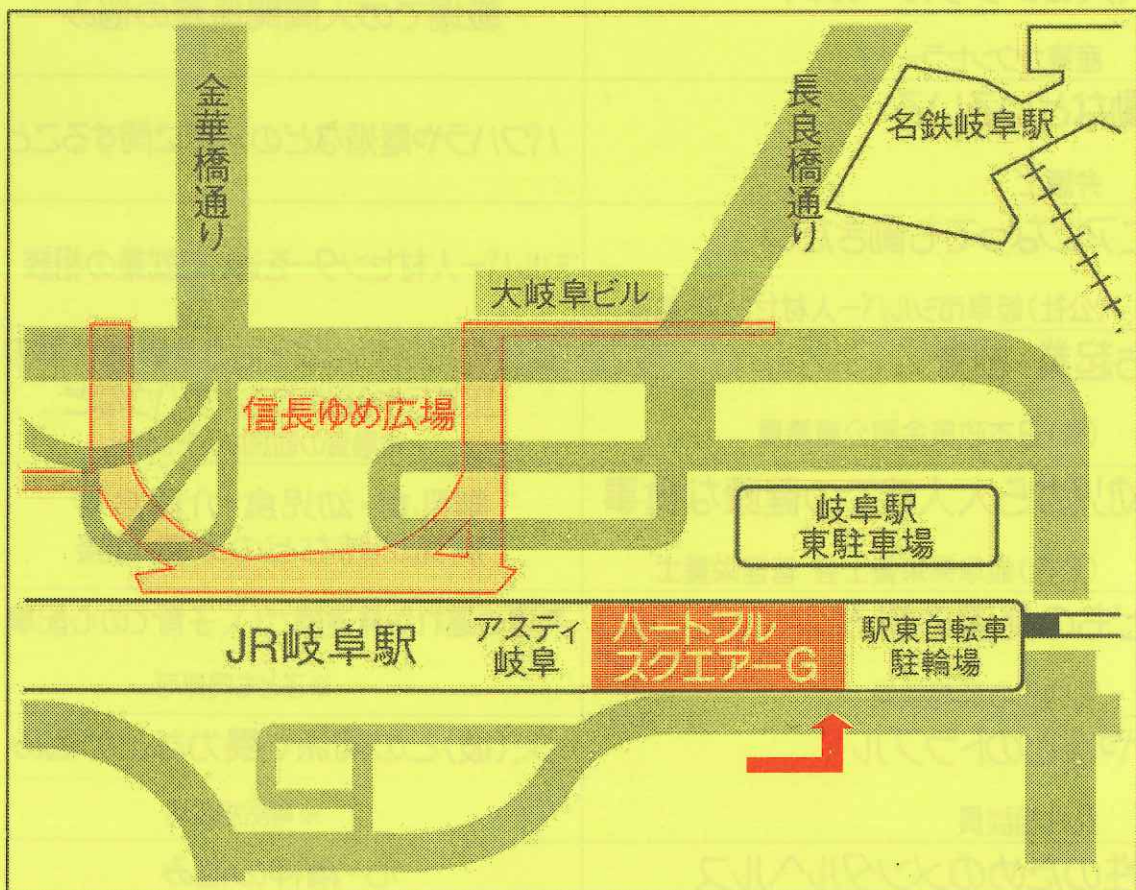 金華橋通り
長良橋通り
名鉄岐阜駅
大岐阜ビル
信長ゆめ広場
岐阜駅
東駐車場
JR岐阜駅
アスティ
岐阜
ハートフル
スクエアーG
駅東自転車
駐輪場